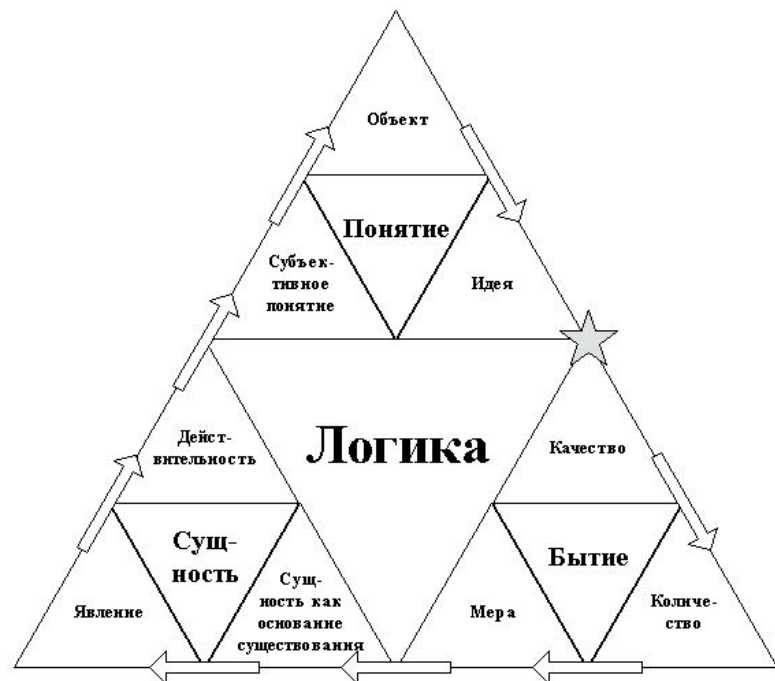 Объект
Понятие
Субъек-
тивное
понятие
Идея
Логика
Дейст-
вительность
Качество
Сущ-
ность
Бытие
Явление
Сущ-
ность как
основание
существования
Мера
Количе-
ство